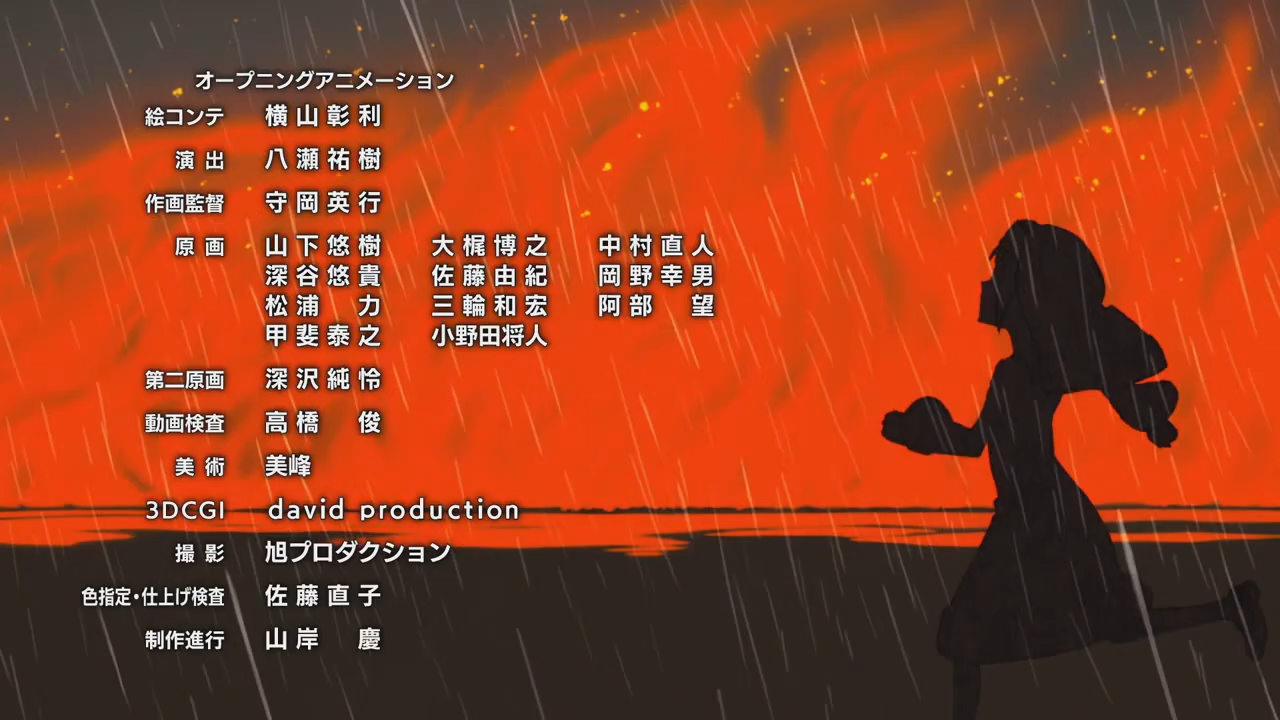 オープニングアニメーション
絵コンテ 横山彰利
演出 八瀬祐樹
作画監督 守岡英行
原画 山下悠樹 大梶博之 中村直人
深谷悠貴 佐藤由紀 岡野幸男
松浦 力 三輪和宏 阿部 望
甲斐泰之 小野田将人
第二原画 深沢純怜
動画検査 高橋 俊
美術 美峰
3DCGI david production
撮影 旭プロダクション
色指定・仕上げ検査 佐藤直子
制作進行 山岸 慶